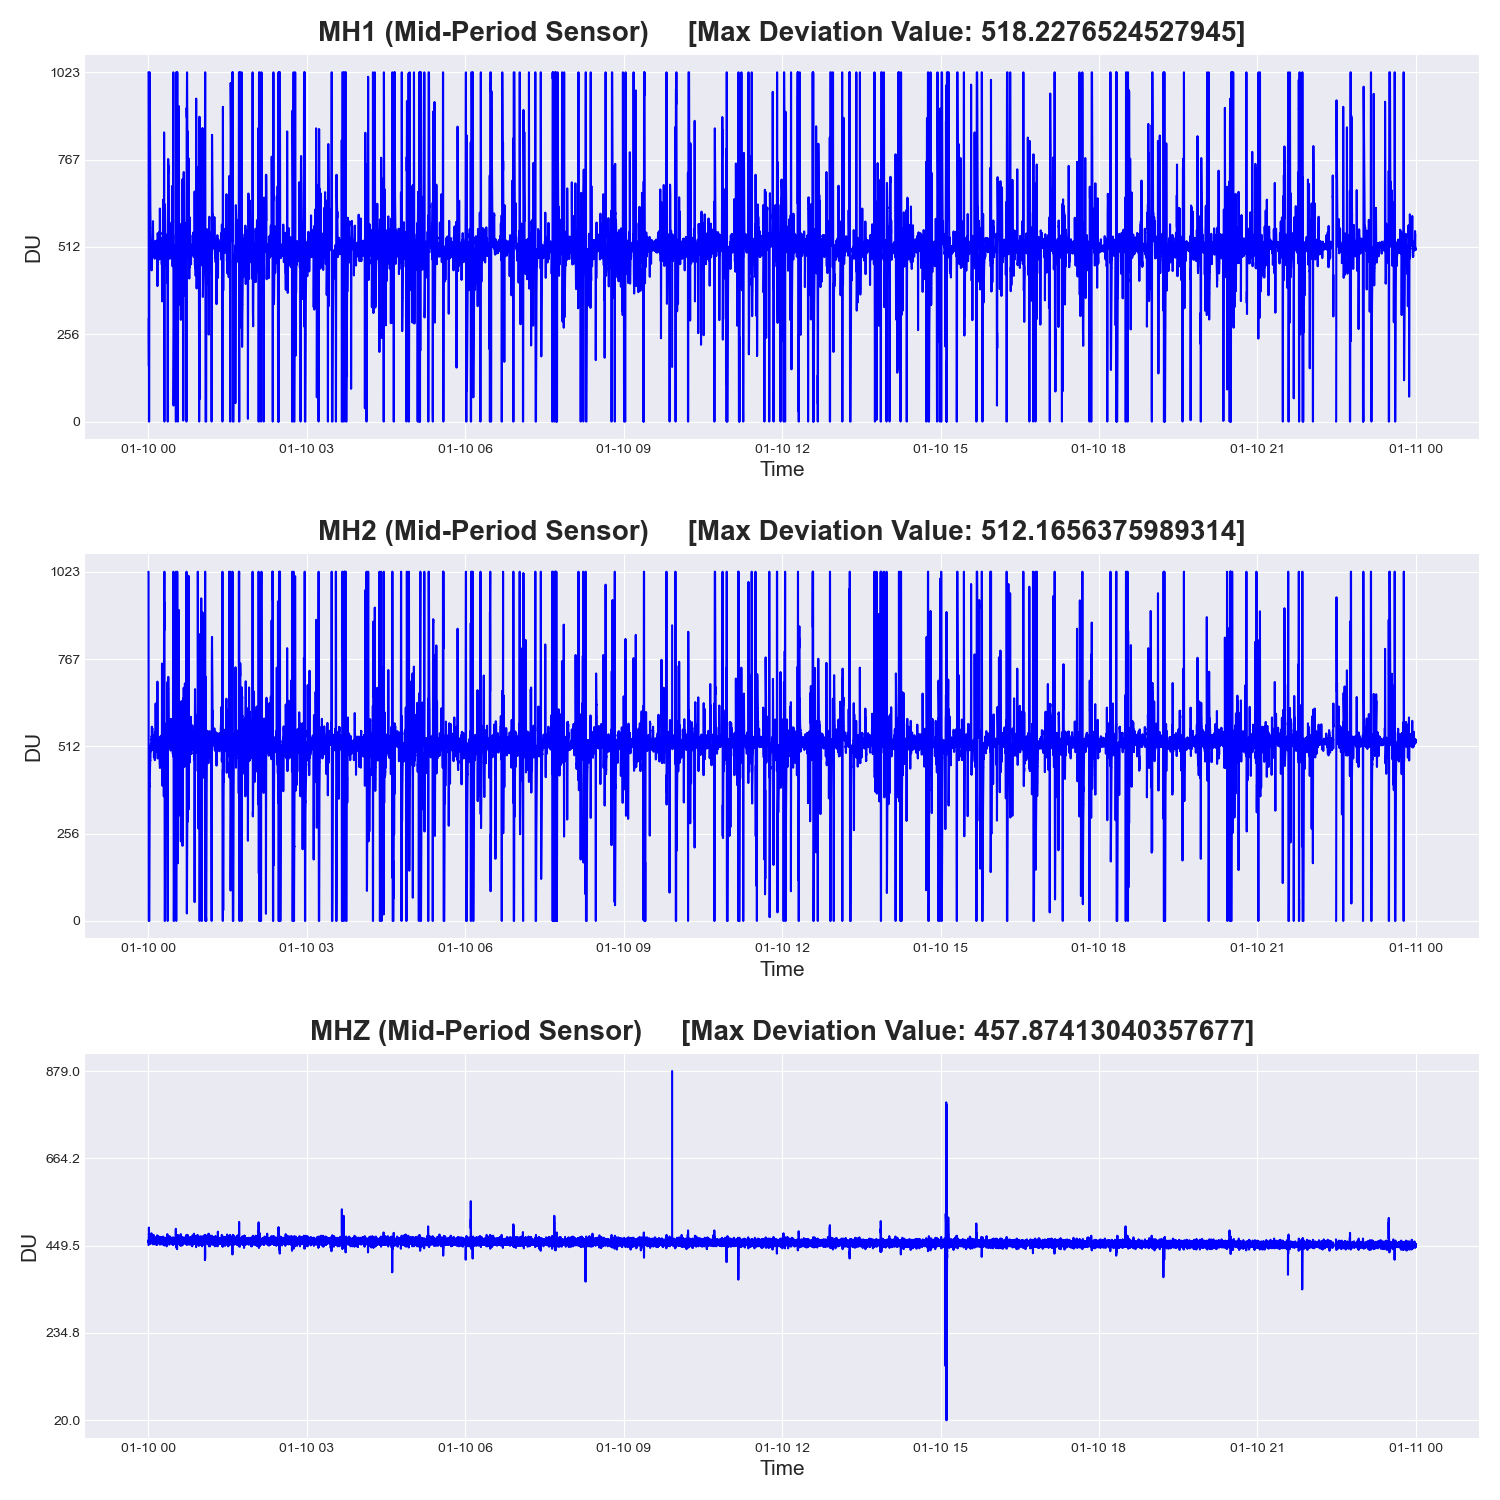 MH1 (Mid-Period Sensor) [Max Deviation Value: 518.2276524527945]
1023
767
512
256
0
DU
01-10 00 01-10 03 01-10 06 01-10 09 01-10 12 01-10 15 01-10 18 01-10 21 01-11 00
Time
MH2 (Mid-Period Sensor) [Max Deviation Value: 512.1656375989314]
1023
767
512
256
0
DU
01-10 00 01-10 03 01-10 06 01-10 09 01-10 12 01-10 15 01-10 18 01-10 21 01-11 00
Time
MHZ (Mid-Period Sensor) [Max Deviation Value: 457.87413040357677]
879.0
664.2
449.5
234.8
20.0
DU
01-10 00 01-10 03 01-10 06 01-10 09 01-10 12 01-10 15 01-10 18 01-10 21 01-11 00
Time